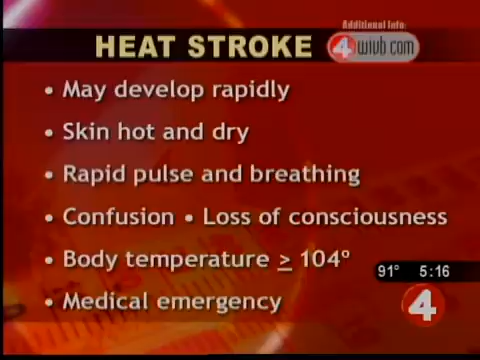 Additional Info:
HEAT STROKE 4 wivb.com
• May develop rapidly
• Skin hot and dry
• Rapid pulse and breathing
• Confusion • Loss of consciousness
• Body temperature ≥ 104°
91° 5:16
• Medical emergency
4